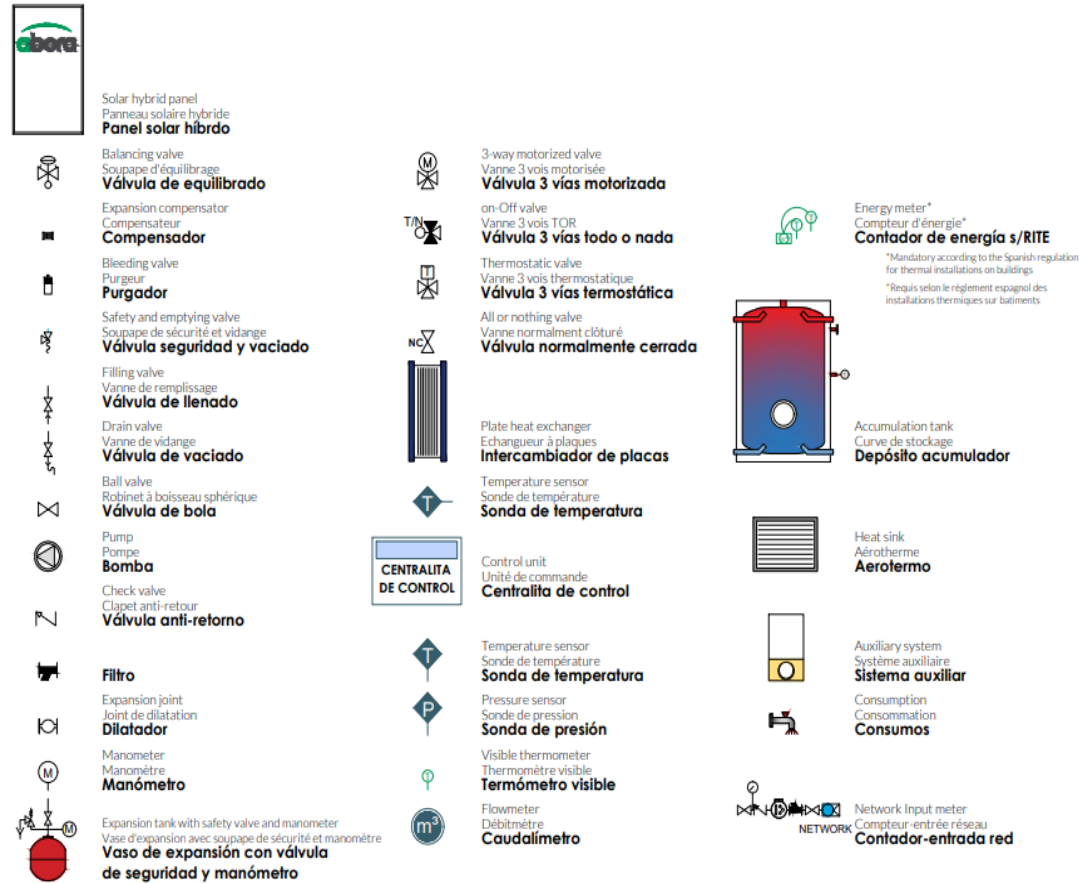 abora
Solar hybrid panel
Panneau solaire hybride
Panel solar híbrdo
Balancing valve
Soupape d'équilibrage
Válvula de equilibrado
Expansion compensator
Compensateur
Compensador
Bleeding valve
Purgeur
Purgador
Safety and emptying valve
Soupape de sécurité et vidange
Válvula seguridad y vaciado
Filling valve
Vanne de remplissage
Válvula de llenado
Drain valve
Vanne de vidange
Válvula de vaciado
Ball valve
Robinet à boisseau sphérique
Válvula de bola
Pump
Pompe
Bomba
Check valve
Clapet anti-retour
Válvula anti-retorno
Filtro
Expansion joint
Joint de dilatation
Dilatador
M
Manometer
Manomètre
Manómetro
M
Expansion tank with safety valve and manometer
Vase d'expansion avec soupape de sécurité et manomètre
Vaso de expansión con válvula
de seguridad y manómetro
M
3-way motorized valve
Vanne 3 vois motorisée
Válvula 3 vías motorizada
T/N
on-Off valve
Vanne 3 vois TOR
Válvula 3 vías todo o nada
T
Thermostatic valve
Vanne 3 vois thermostatique
Válvula 3 vías termostática
NC
All or nothing valve
Vanne normalment clôturé
Válvula normalmente cerrada
Plate heat exchanger
Echangueur à plaques
Intercambiador de placas
T
Temperature sensor
Sonde de température
Sonda de temperatura
CENTRALITA
DE CONTROL
Control unit
Unité de commande
Centralita de control
T
Temperature sensor
Sonde de température
Sonda de temperatura
P
Pressure sensor
Sonde de pression
Sonda de presión
T
Visible thermometer
Thermomètre visible
Termómetro visible
m³
Flowmeter
Débitmètre
Caudalímetro
T
T
Energy meter*
Compteur d'énergie*
Contador de energía s/RITE
*Mandatory according to the Spanish regulation
for thermal installations on buildings
*Requis selon le règlement espagnol des
installations thermiques sur batiments
Accumulation tank
Curve de stockage
Depósito acumulador
Heat sink
Aérotherme
Aerotermo
Auxiliary system
Système auxiliaire
Sistema auxiliar
Consumption
Consommation
Consumos
NETWORK
Network Input meter
Compteur-entrée réseau
Contador-entrada red